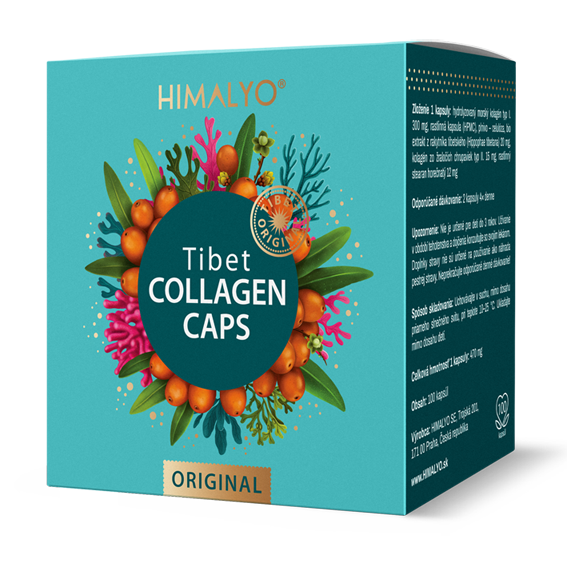 HIMALYO®
TIBET
ORIGINAL
Tibet
COLLAGEN
CAPS
ORIGINAL
Zloženie 1 kapsuly: hydrolyzovaný morský kolagén typ I.
300 mg, rastlinná kapsula (HPMC), plnivo – celulóza, bio
extrakt z rakytníka tibetského (Hippophae tibetana) 20 mg,
kolagén zo žraločích chrupaviek typ II. 15 mg, rastlinný
stearan horečnatý 12 mg
Odporúčané dávkovanie: 2 kapsuly 4× denne
Upozornenie: Nie je určené pre deti do 3 rokov. Užívanie
v období tehotenstva a dojčenia konzultujte so svojím lekárom.
Doplnky stravy nie sú určené na používanie ako náhrada
pestrej stravy. Neprekračujte odporúčané denné dávkovanie!
Spôsob skladovania: Uchovávajte v suchu, mimo dosahu
priameho slnečného svitu, pri teplote 10–25 °C. Ukladajte
mimo dosahu detí.
Celková hmotnosť 1 kapsuly: 470 mg
Obsah: 100 kapsúl
Výrobca: HIMALYO SE, Trojská 201,
171 00 Praha, Česká republika
www.HIMALYO.sk
100
kapsúl